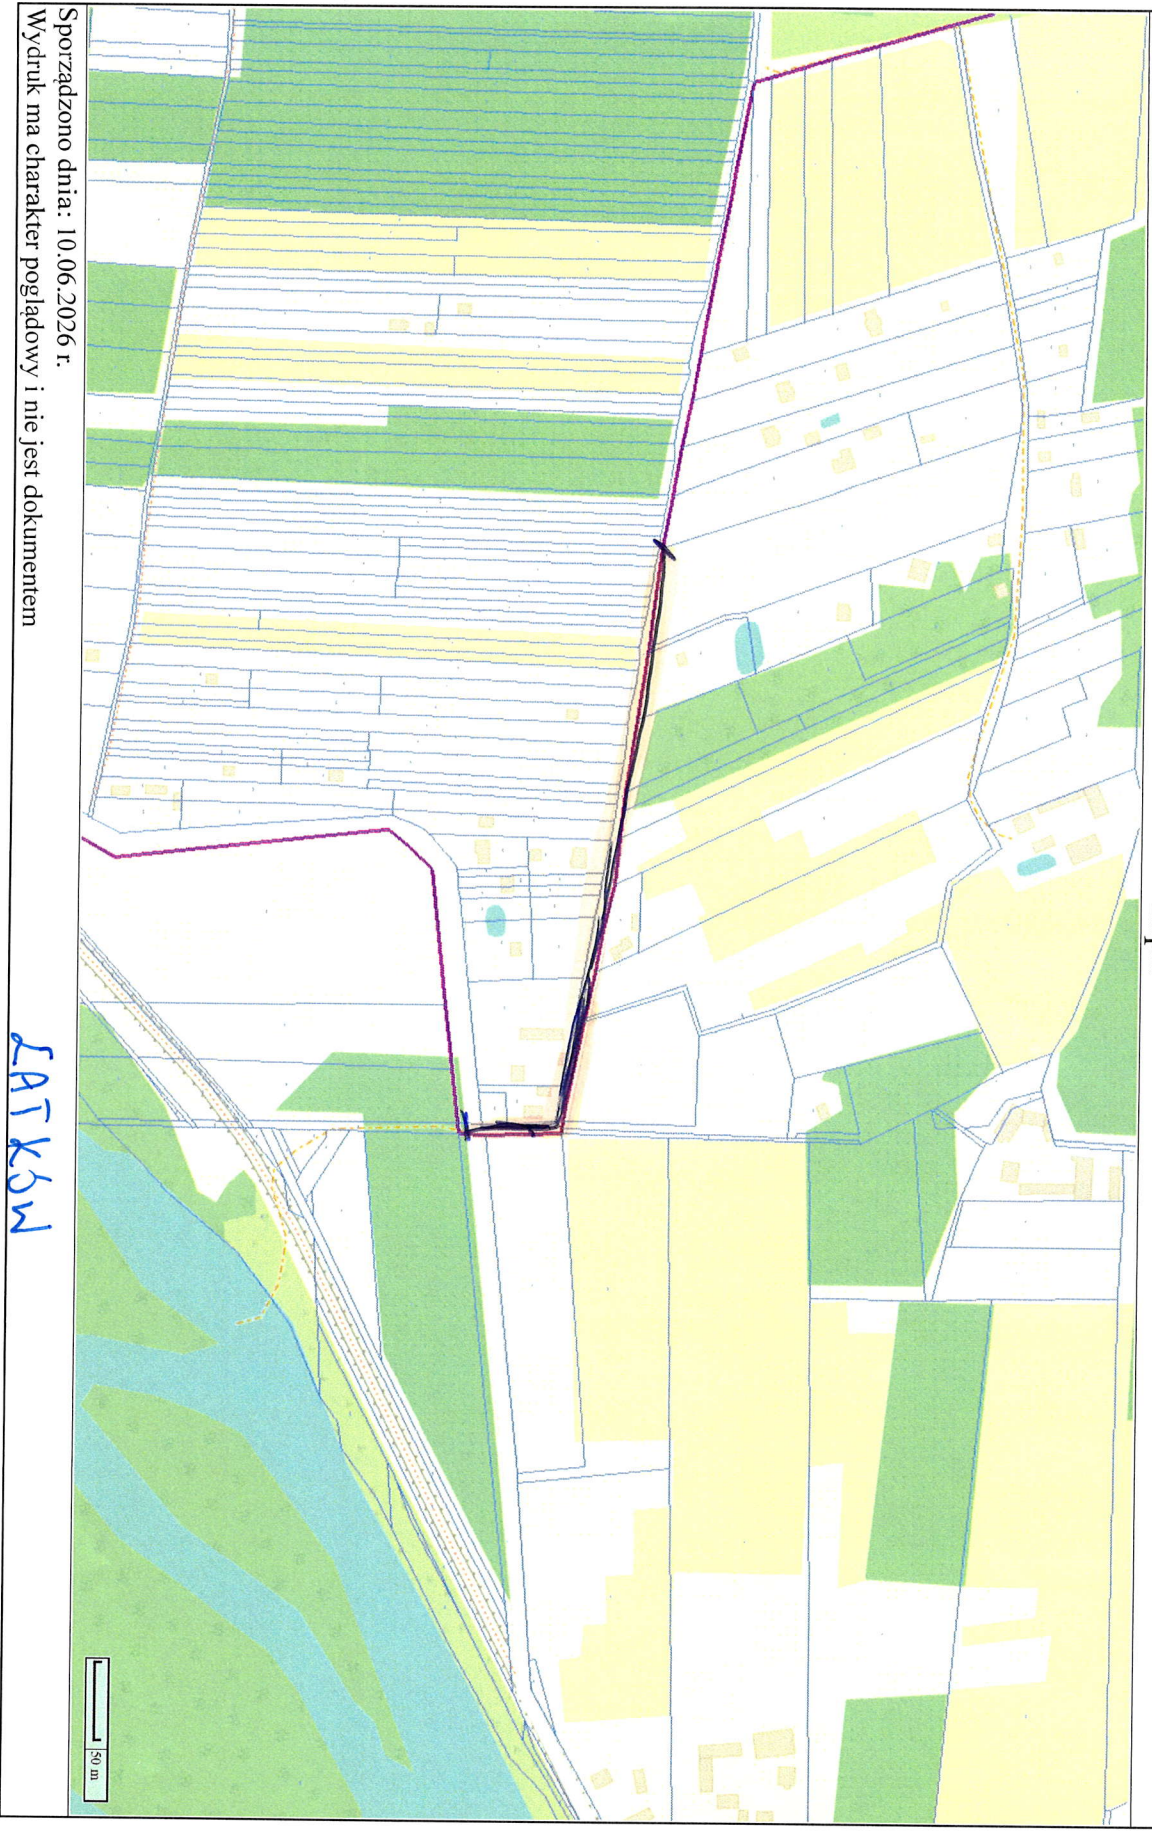 Sporządzono dnia: 10.06.2026 r.
Wydruk ma charakter poglądowy i nie jest dokumentem
ŁATKÓW
50 m